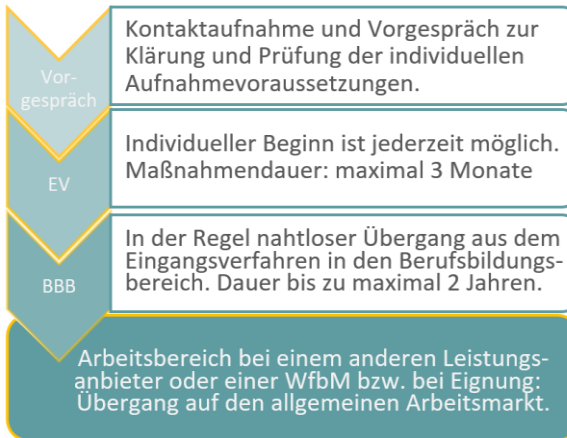 Vor-
gespräch
Kontaktaufnahme und Vorgespräch zur
Klärung und Prüfung der individuellen
Aufnahmevoraussetzungen.
EV
Individueller Beginn ist jederzeit möglich.
Maßnahmendauer: maximal 3 Monate
BBB
In der Regel nahtloser Übergang aus dem
Eingangsverfahren in den Berufsbildungs-
bereich. Dauer bis zu maximal 2 Jahren.
Arbeitsbereich bei einem anderen Leistungs-
anbieter oder einer WfbM bzw. bei Eignung:
Übergang auf den allgemeinen Arbeitsmarkt.